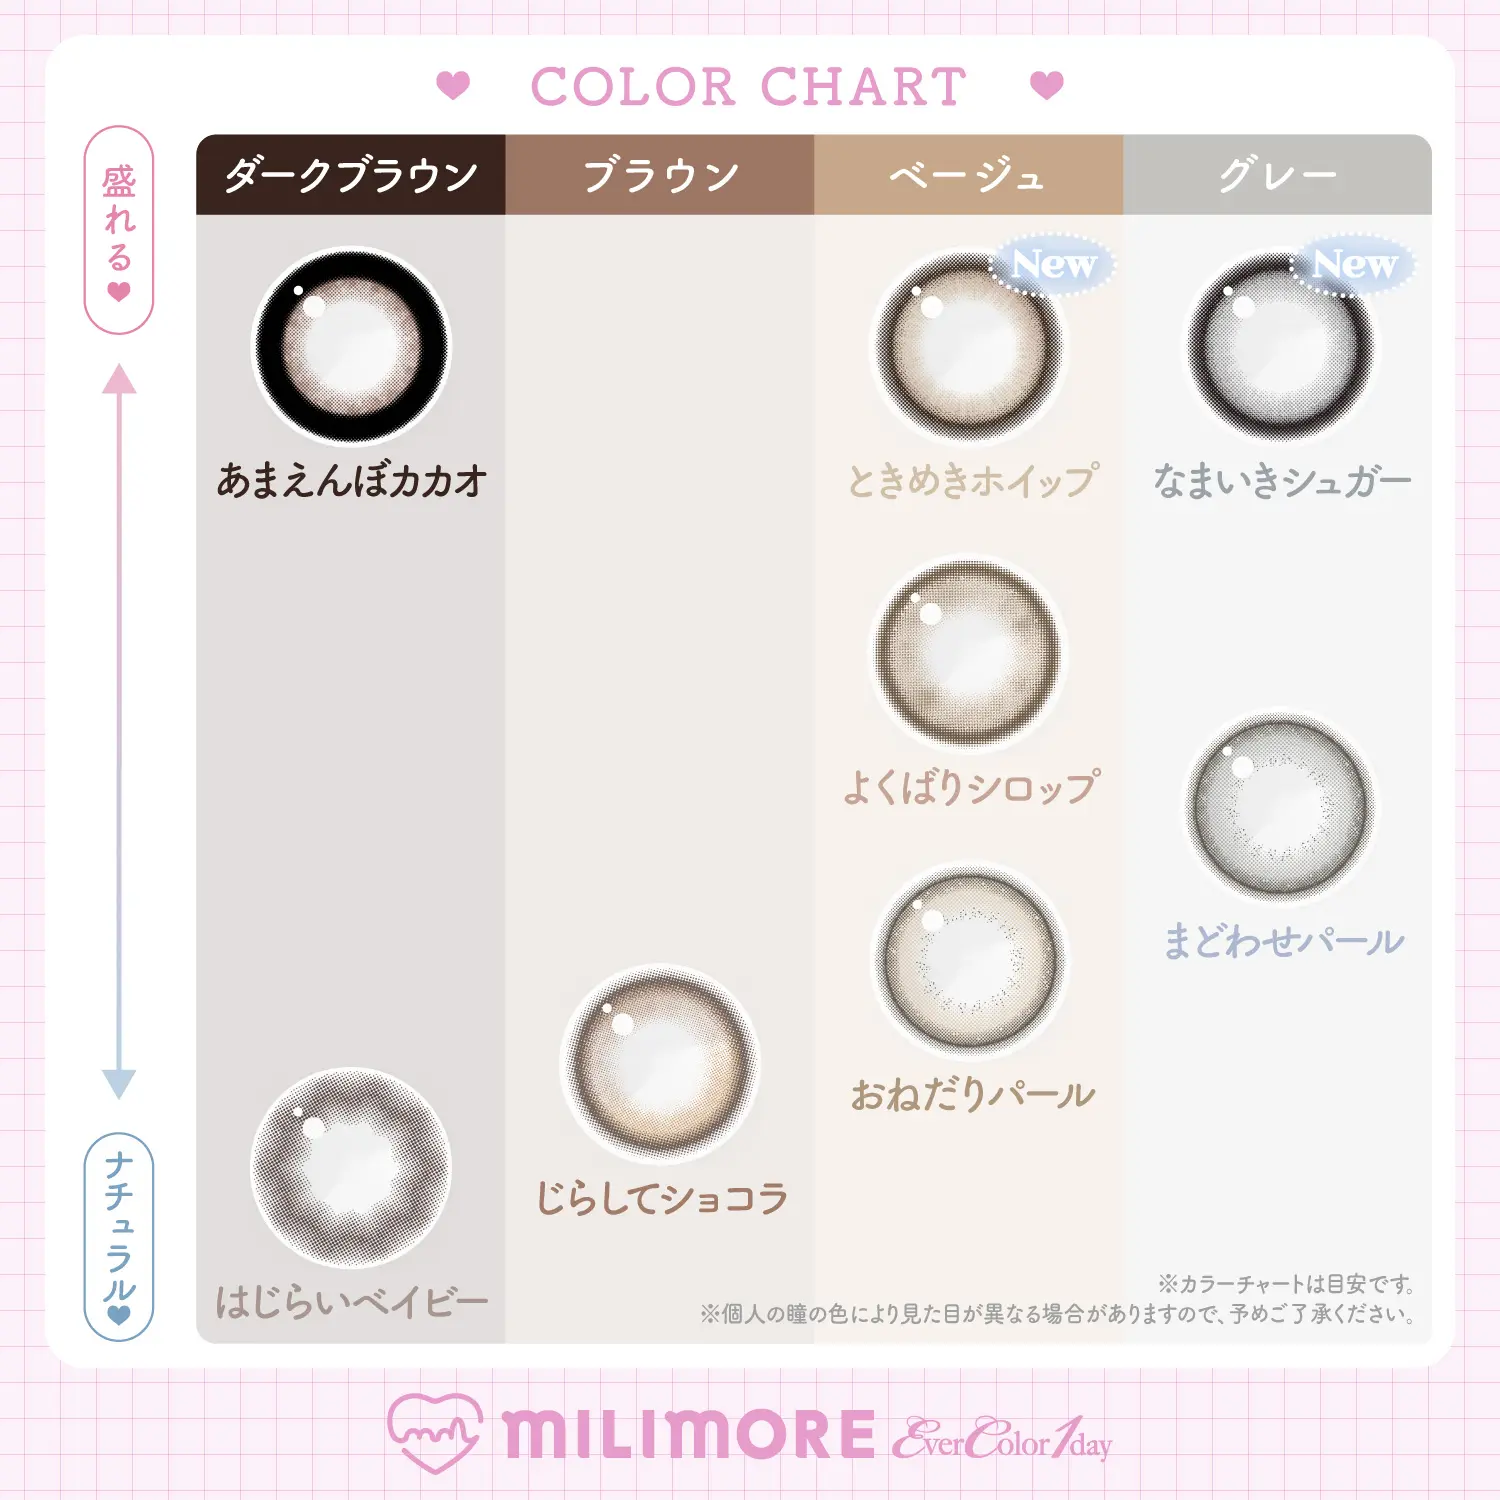 COLOR CHART
盛れる
ダークブラウン
ブラウン
ベージュ
グレー
New
New
あまえんぼカカオ
ときめきホイップ
なまいきシュガー
よくばりシロップ
まどわせパール
おねだりパール
じらしてショコラ
はじらいベイビー
ナチュラル
※カラーチャートは目安です。
※個人の瞳の色により見た目が異なる場合がありますので、予めご了承ください。
MILIMORE EverColor1day